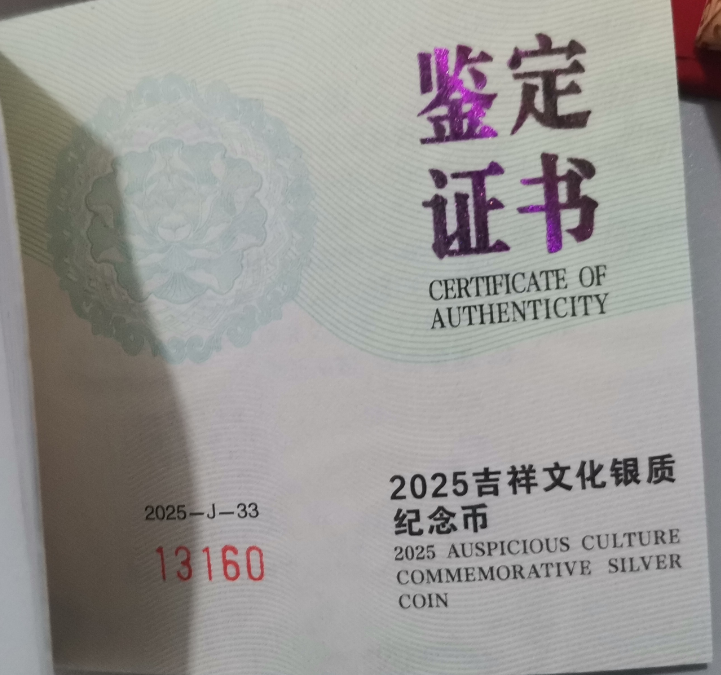 鉴定
证书
CERTIFICATE OF
AUTHENTICITY
2025吉祥文化银质
纪念币
2025 AUSPICIOUS CULTURE
COMMEMORATIVE SILVER
COIN
2025—J—33
13160